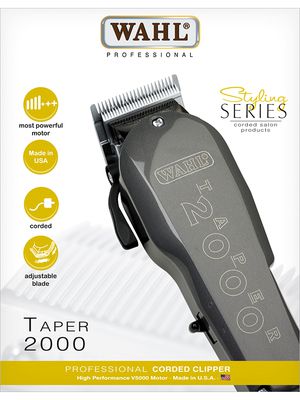 WAHL®
PROFESSIONAL
most powerful
motor
Made in
USA
corded
adjustable
blade
Styling
SERIES
corded salon
products
WAHL
TAPER
2000
TAPER
2000
PROFESSIONAL CORDED CLIPPER
High Performance V5000 Motor · Made in U.S.A.